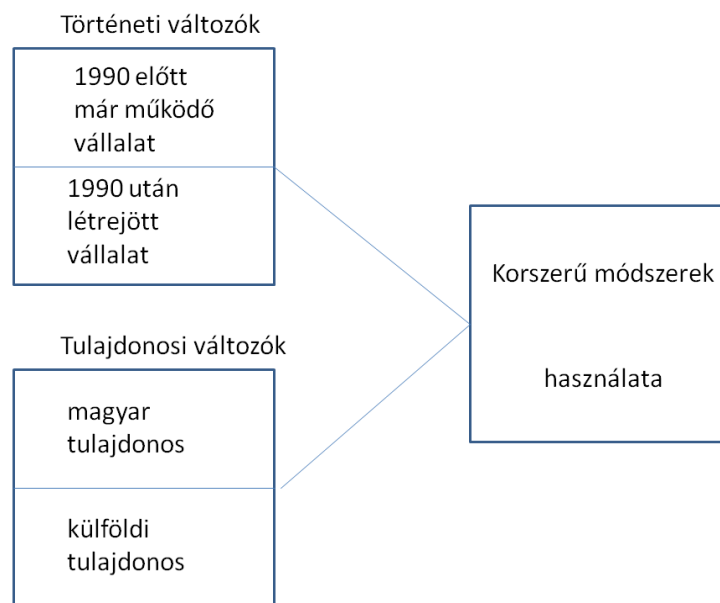 Történeti változók
1990 előtt
már működő
vállalat
1990 után
létrejött
vállalat
Korszerű módszerek
használata
Tulajdonosi változók
magyar
tulajdonos
külföldi
tulajdonos